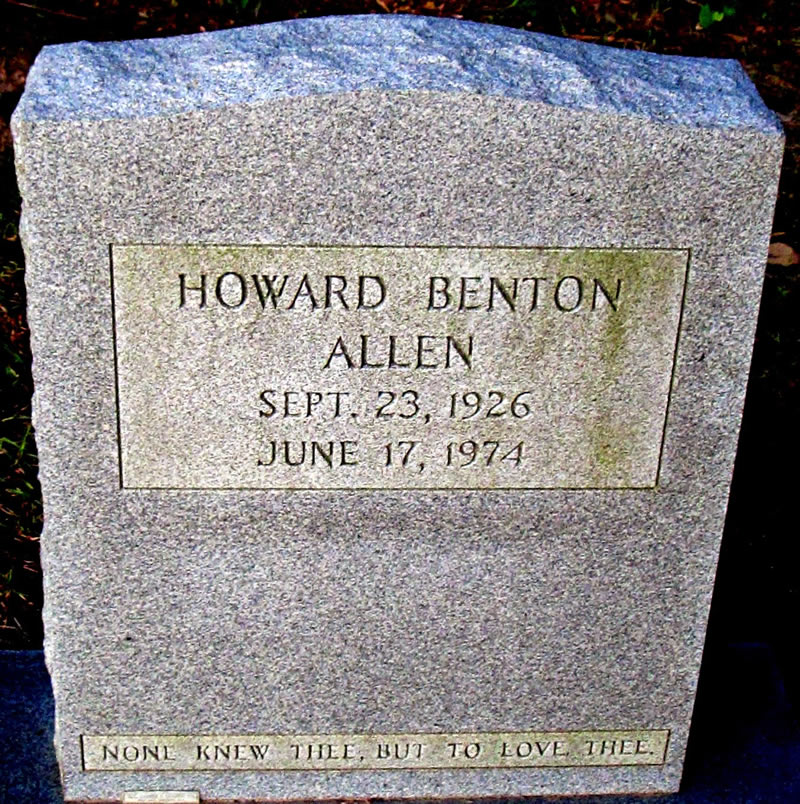 HOWARD BENTON
ALLEN
SEPT. 23, 1926
JUNE 17, 1974
NONE KNEW THEE, BUT TO LOVE THEE.